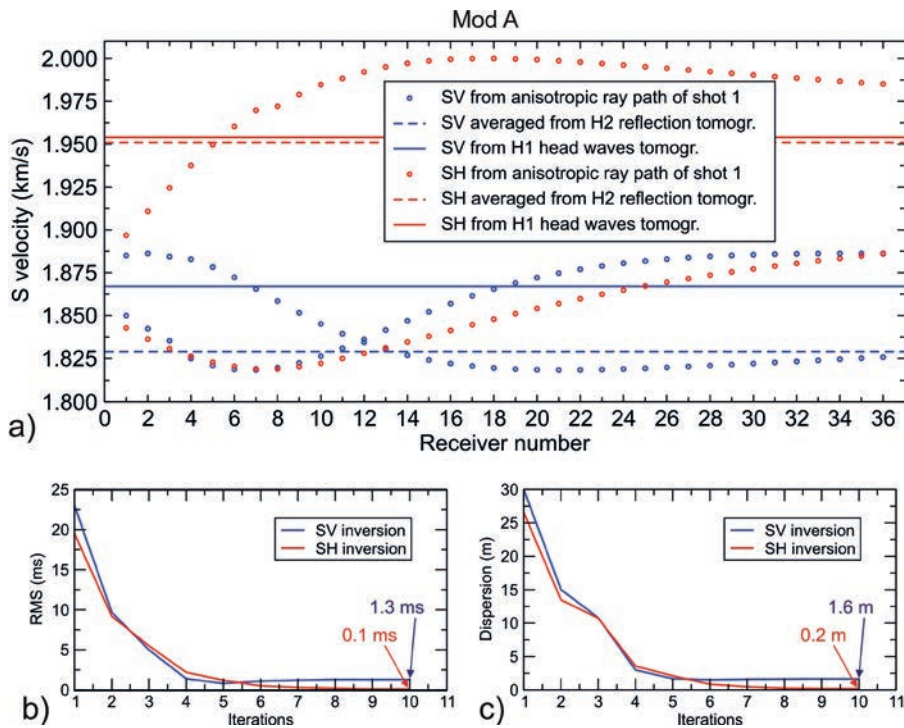 Mod A
S velocity (km/s)
2.000
1.975
1.950
1.925
1.900
1.875
1.850
1.825
1.800
SV from anisotropic ray path of shot 1
SV averaged from H2 reflection tomogr.
SV from H1 head waves tomogr.
SH from anisotropic ray path of shot 1
SH averaged from H2 reflection tomogr.
SH from H1 head waves tomogr.
0 2 4 6 8 10 12 14 16 18 20 22 24 26 28 30 32 34 36
Receiver number
a)
RMS (ms)
25
20
15
10
5
0
SV inversion
SH inversion
1.3 ms
0.1 ms
1 2 3 4 5 6 7 8 9 10 11
Iterations
b)
Dispersion (m)
30
25
20
15
10
5
0
SV inversion
SH inversion
1.6 m
0.2 m
1 2 3 4 5 6 7 8 9 10 11
Iterations
c)